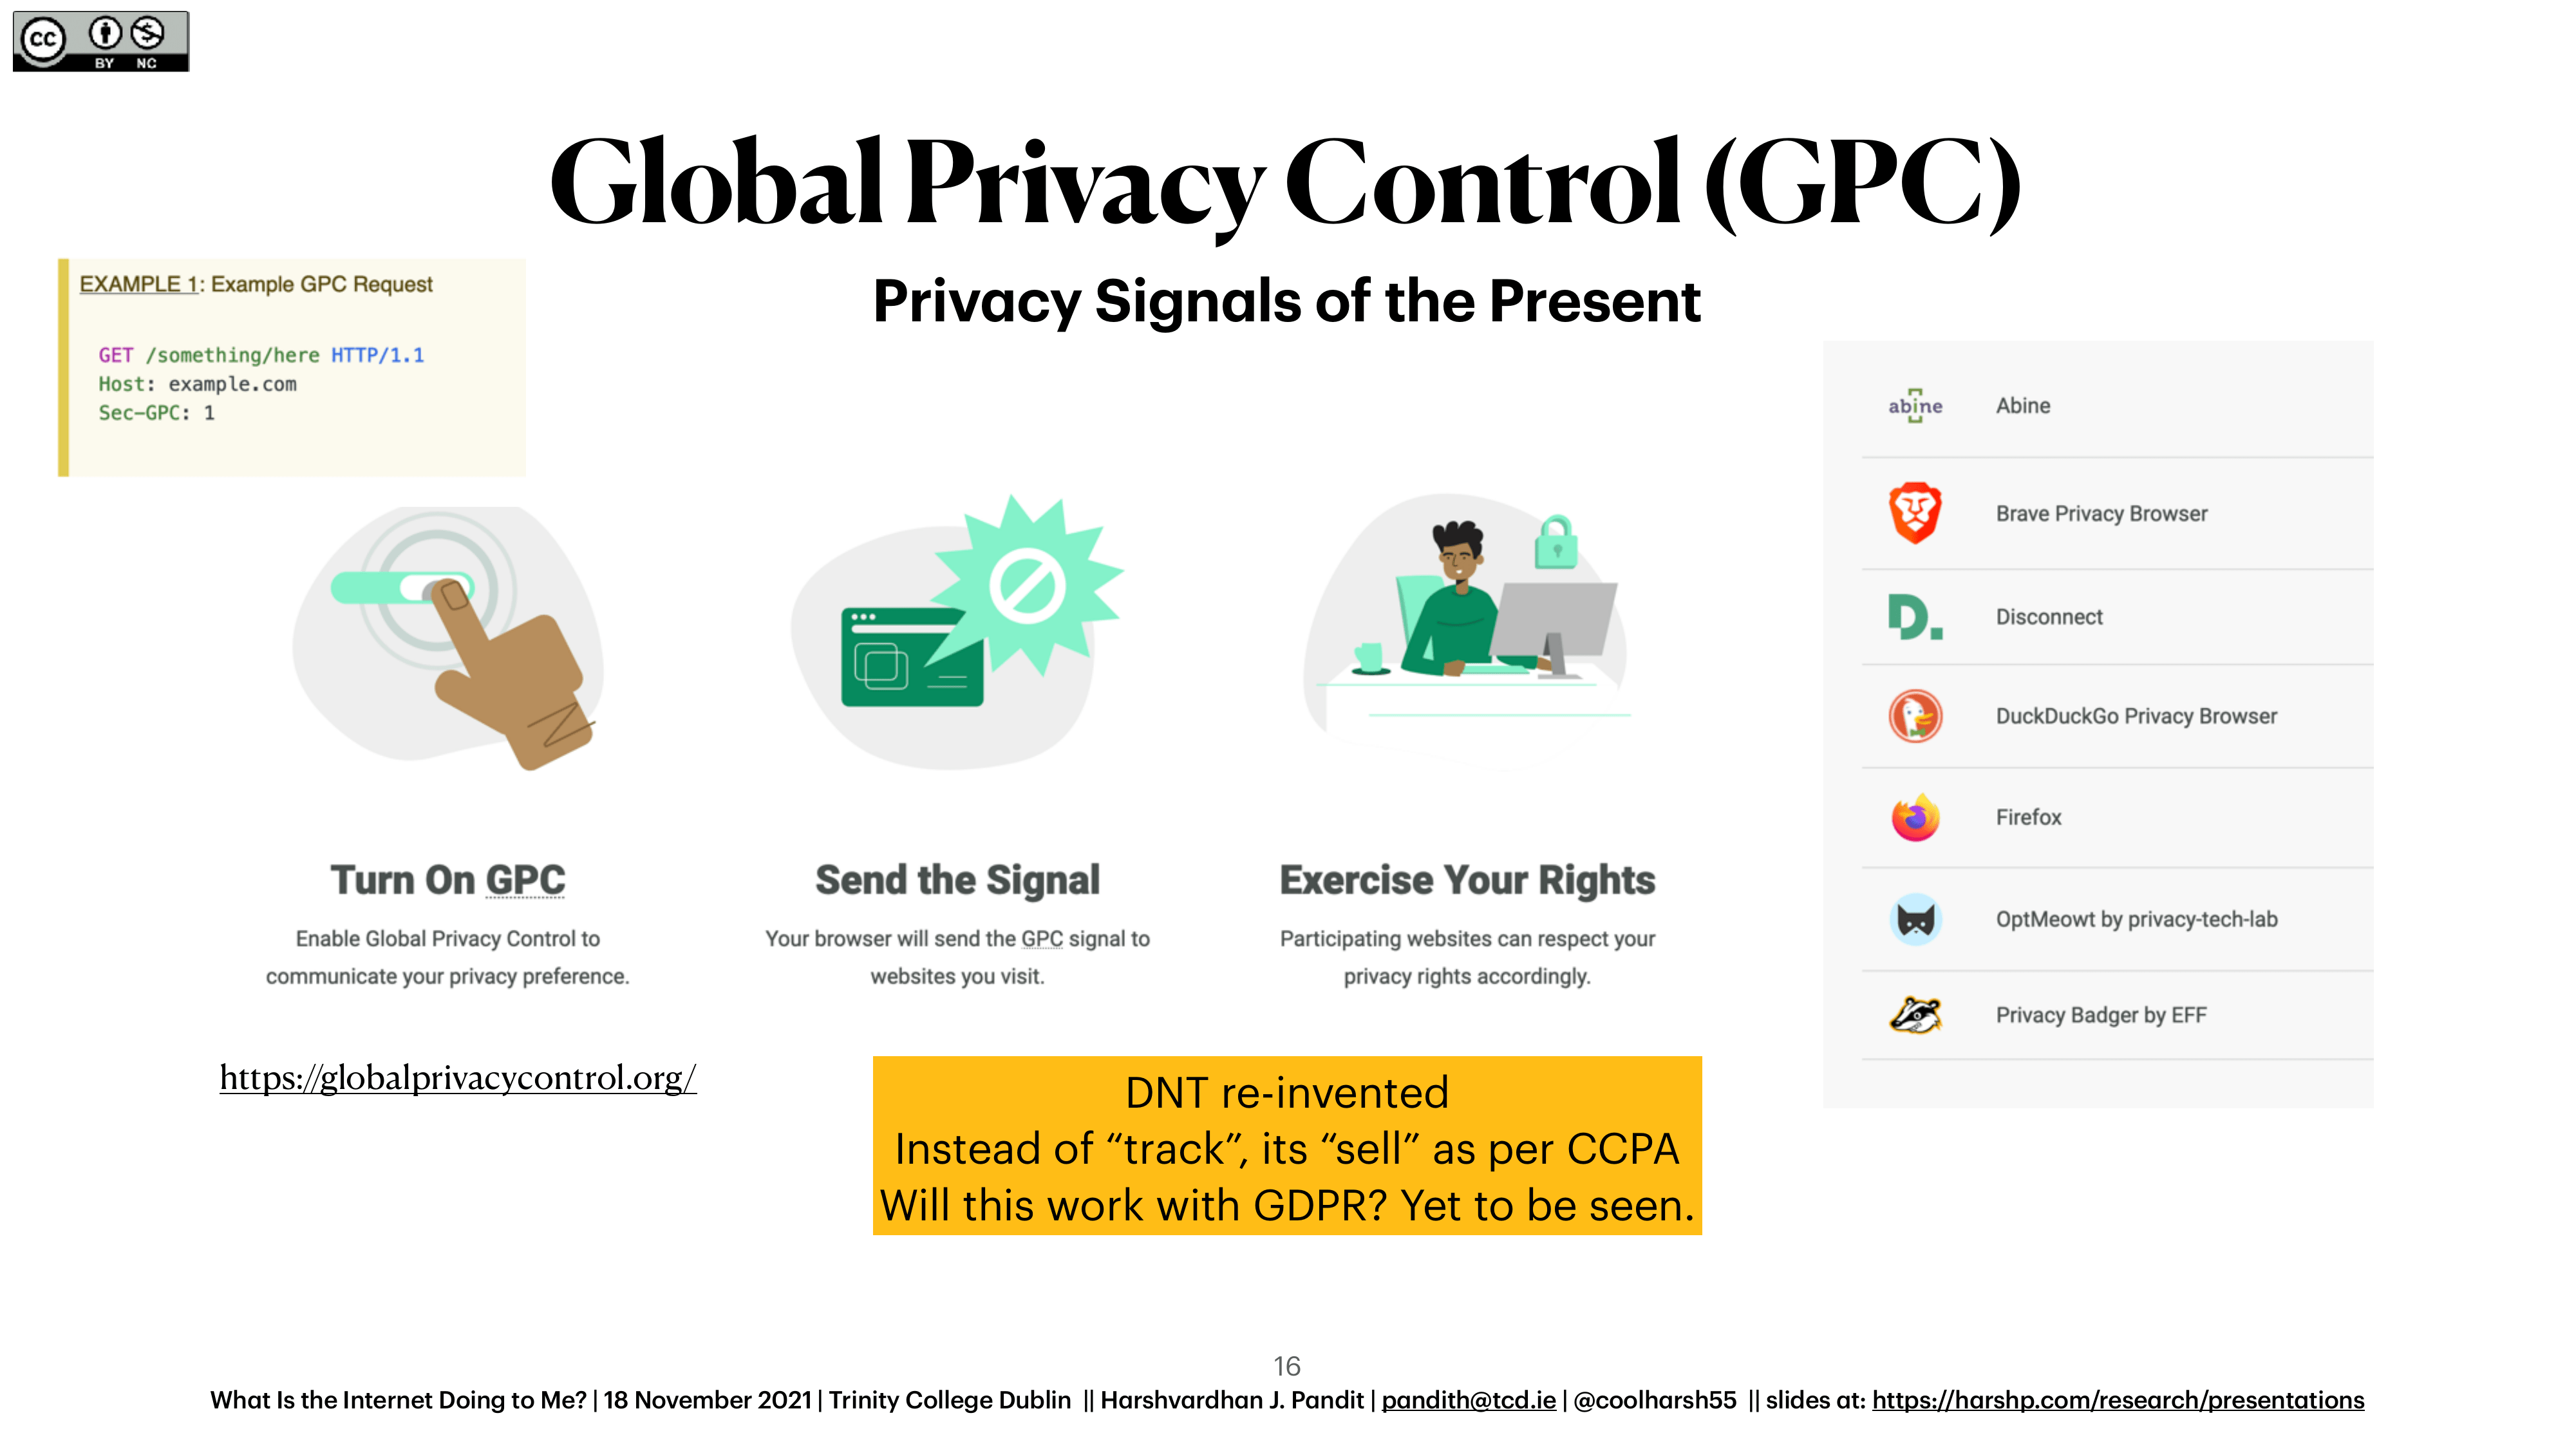 cc
BY NC
Global Privacy Control (GPC)
Privacy Signals of the Present
EXAMPLE 1: Example GPC Request
GET /something/here HTTP/1.1
Host: example.com
Sec-GPC: 1
Turn On GPC
Enable Global Privacy Control to
communicate your privacy preference.
Send the Signal
Your browser will send the GPC signal to
websites you visit.
Exercise Your Rights
Participating websites can respect your
privacy rights accordingly.
abine Abine
Brave Privacy Browser
D. Disconnect
DuckDuckGo Privacy Browser
Firefox
OptMeowt by privacy-tech-lab
Privacy Badger by EFF
https://globalprivacycontrol.org/
DNT re-invented
Instead of “track”, its “sell” as per CCPA
Will this work with GDPR? Yet to be seen.
16
What Is the Internet Doing to Me? | 18 November 2021 | Trinity College Dublin || Harshvardhan J. Pandit | pandith@tcd.ie | @coolharsh55 || slides at: https://harshp.com/research/presentations